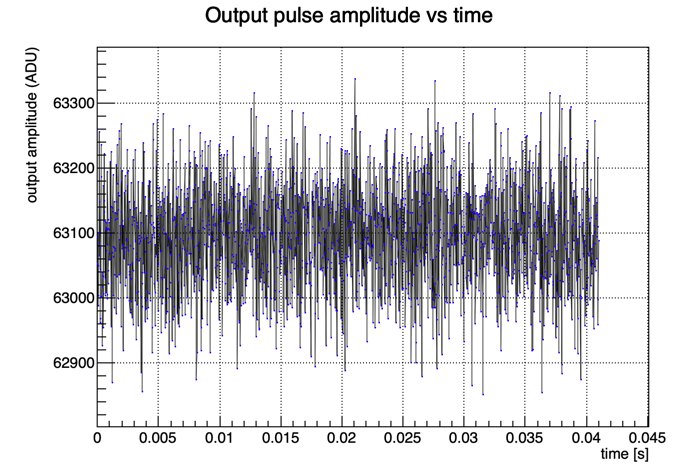 Output pulse amplitude vs time
output amplitude (ADU)
63300
63200
63100
63000
62900
0 0.005 0.01 0.015 0.02 0.025 0.03 0.035 0.04 0.045
time [s]